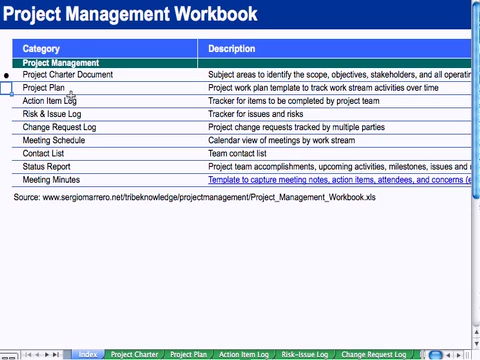 Project Management Workbook
Category Description
Project Management
Project Charter Document Subject areas to identify the scope, objectives, stakeholders, and all operatin
Project Plan Project work plan template to track work stream activities over time
Action Item Log Tracker for items to be completed by project team
Risk & Issue Log Tracker for issues and risks
Change Request Log Project changes requests tracked by multiple parties
Meeting Schedule Calendar view of meetings by work stream
Contact List Team contact list
Status Report Project team accomplishments, upcoming activities, milestones, issues and r
Meeting Minutes Template to capture meeting notes, action items, attendees, and concerns (e
Source: www.sergiomarrero.net/tribeknowledge/projectmanagement/Project_Management_Workbook.xls
Index Project Charter Project Plan Action Item Log Risk-Issue Log Change Request Log